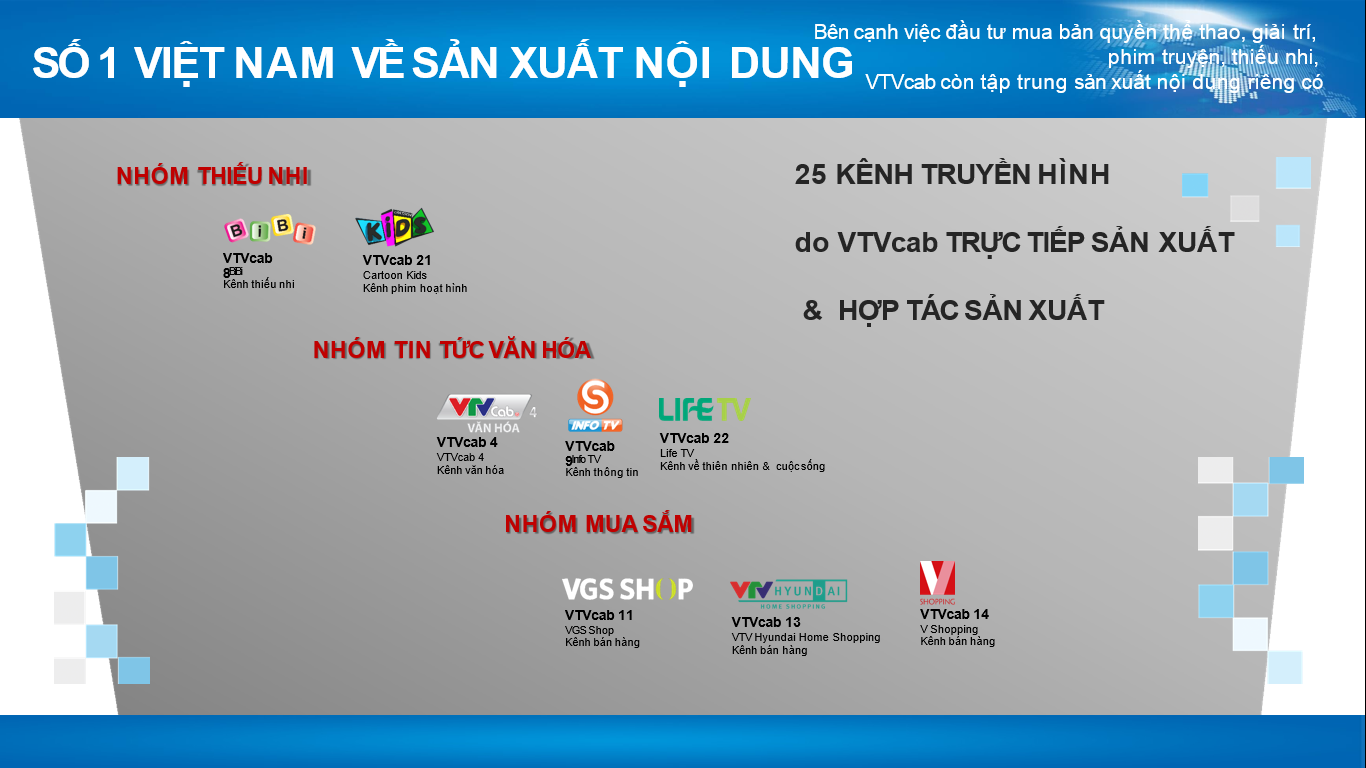 SỐ 1 VIỆT NAM VỀ SẢN XUẤT NỘI DUNG
Bên cạnh việc đầu tư mua bản quyền thể thao, giải trí,
phim truyện, thiếu nhi,
VTVcab còn tập trung sản xuất nội dung riêng có
25 KÊNH TRUYỀN HÌNH
do VTVcab TRỰC TIẾP SẢN XUẤT
& HỢP TÁC SẢN XUẤT
NHÓM THIẾU NHI
BiBi
VTVcab
8 BiBi
Kênh thiếu nhi
KiDS
VTVcab 21
Cartoon Kids
Kênh phim hoạt hình
NHÓM TIN TỨC VĂN HÓA
VTVCab 4
VĂN HÓA
VTVcab 4
VTVcab 4
Kênh văn hóa
S
INFO TV
VTVcab
9 Info TV
Kênh thông tin
LIFE TV
VTVcab 22
Life TV
Kênh về thiên nhiên & cuộc sống
NHÓM MUA SẮM
VGS SHOP
VTVcab 11
VGS Shop
Kênh bán hàng
VTV HYUNDAI
HOME SHOPPING
VTVcab 13
VTV Hyundai Home Shopping
Kênh bán hàng
V
SHOPPING
VTVcab 14
V Shopping
Kênh bán hàng